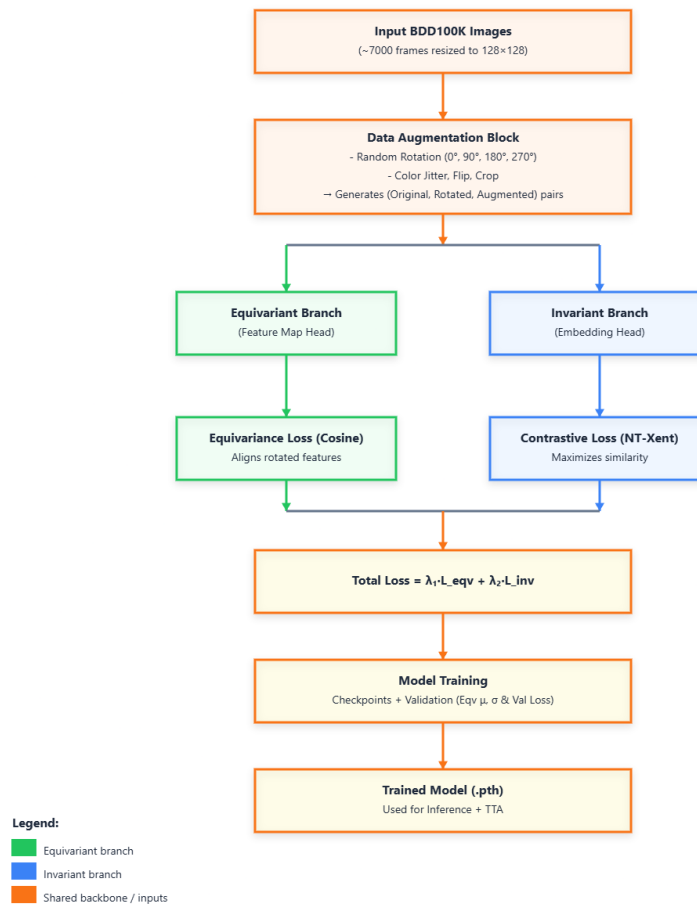 Input BDD100K Images
(~7000 frames resized to 128×128)
Data Augmentation Block
- Random Rotation (0°, 90°, 180°, 270°)
- Color Jitter, Flip, Crop
→ Generates (Original, Rotated, Augmented) pairs
Equivariant Branch
(Feature Map Head)
Invariant Branch
(Embedding Head)
Equivariance Loss (Cosine)
Aligns rotated features
Contrastive Loss (NT-Xent)
Maximizes similarity
Total Loss = λ₁·L_eqv + λ₂·L_inv
Model Training
Checkpoints + Validation (Eqv μ, σ & Val Loss)
Trained Model (.pth)
Used for Inference + TTA
Legend:
Equivariant branch
Invariant branch
Shared backbone / inputs